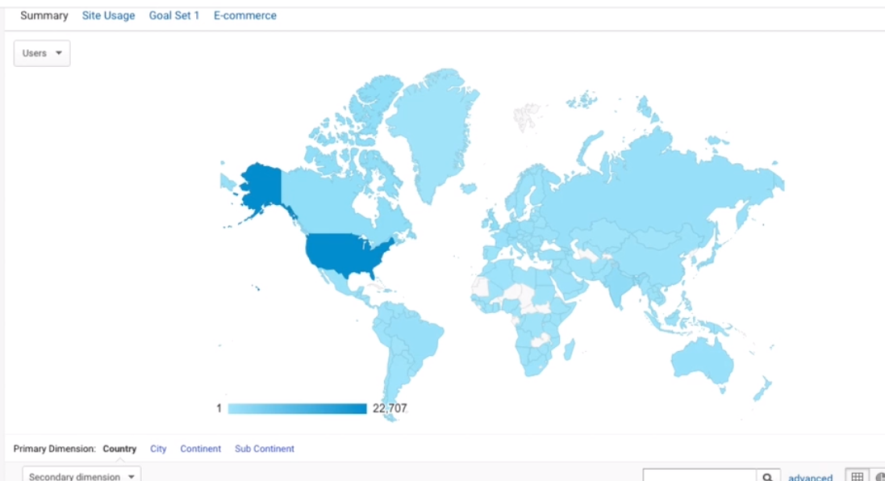 Summary Site Usage Goal Set 1 E-commerce
Users
1 22,707
Primary Dimension: Country City Continent Sub Continent
Secondary dimension
advanced